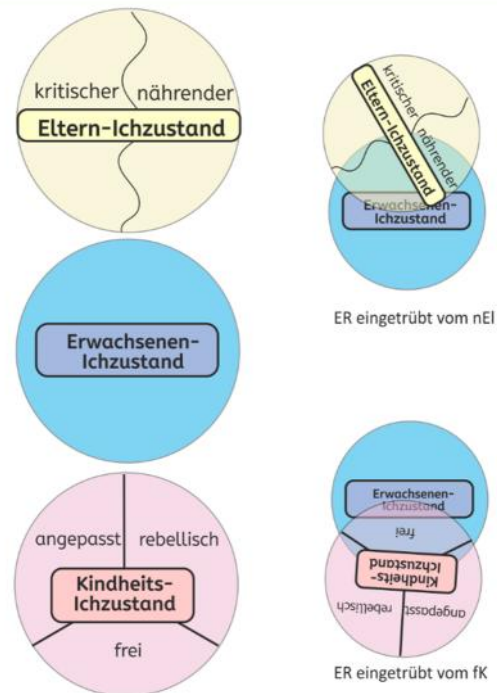 kritischer nährender
Eltern-Ichzustand
Erwachsenen-
Ichzustand
angepasst rebellisch
Kindheits-
Ichzustand
frei
kritischer
Eltern-Ichzustand
nährender
Erwachsenen-
Ichzustand
ER eingetrübt vom nEl
Erwachsenen-
Ichzustand
frei
Kindheits-
Ichzustand
rebellisch angepasst
ER eingetrübt vom fK